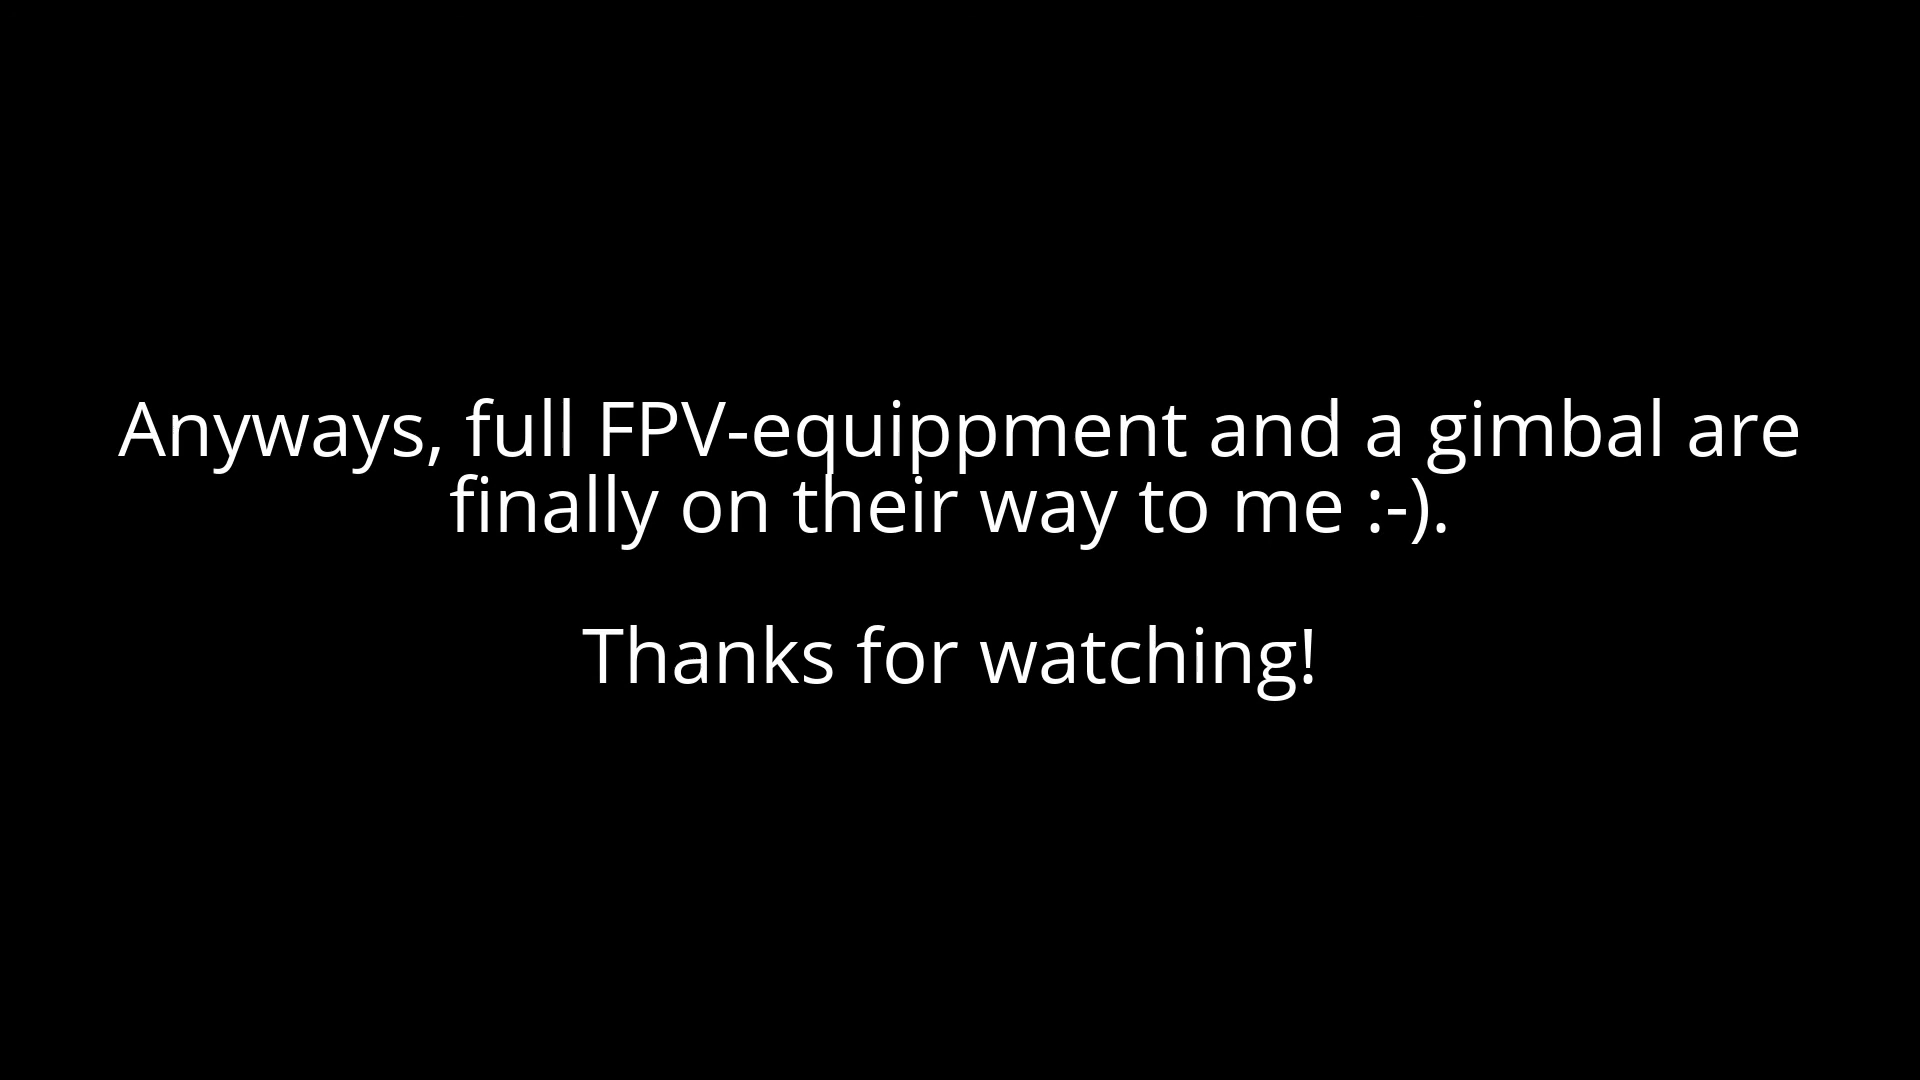 Anyways, full FPV-equippment and a gimbal are
finally on their way to me :-).
Thanks for watching!